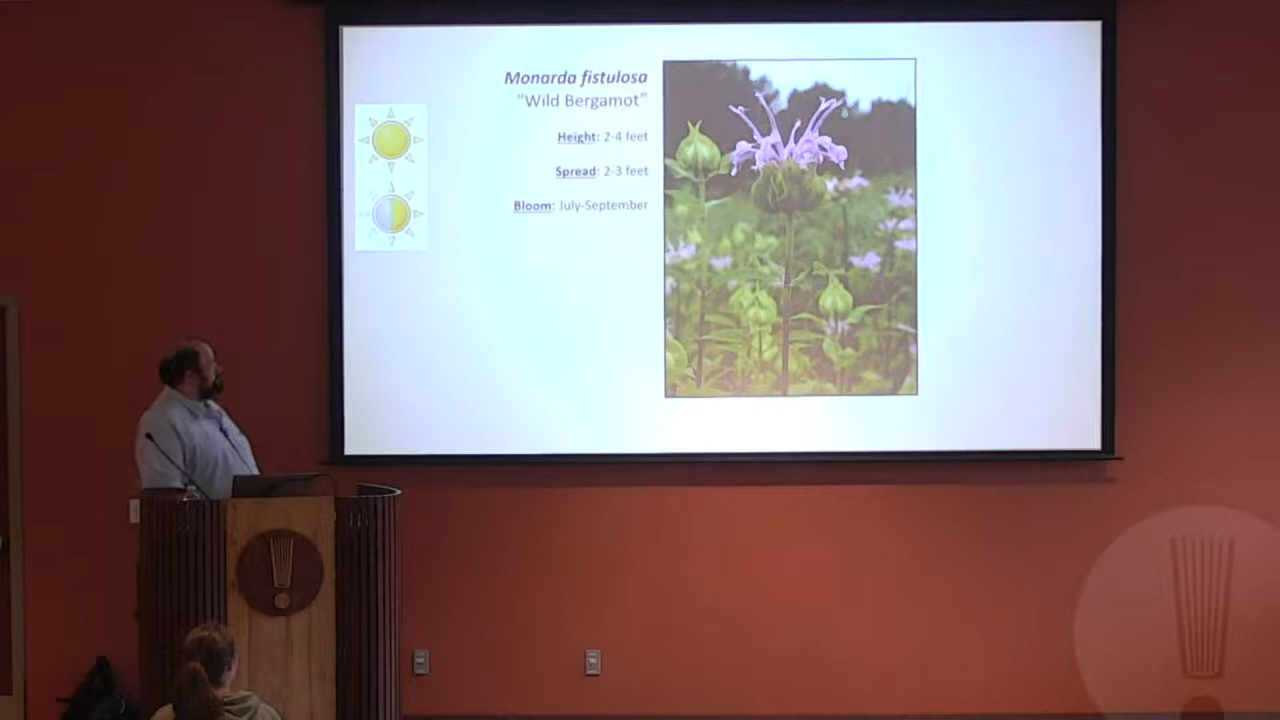 Monarda fistulosa
"Wild Bergamot"
Height: 2-4 feet
Spread: 2-3 feet
Bloom: July-September